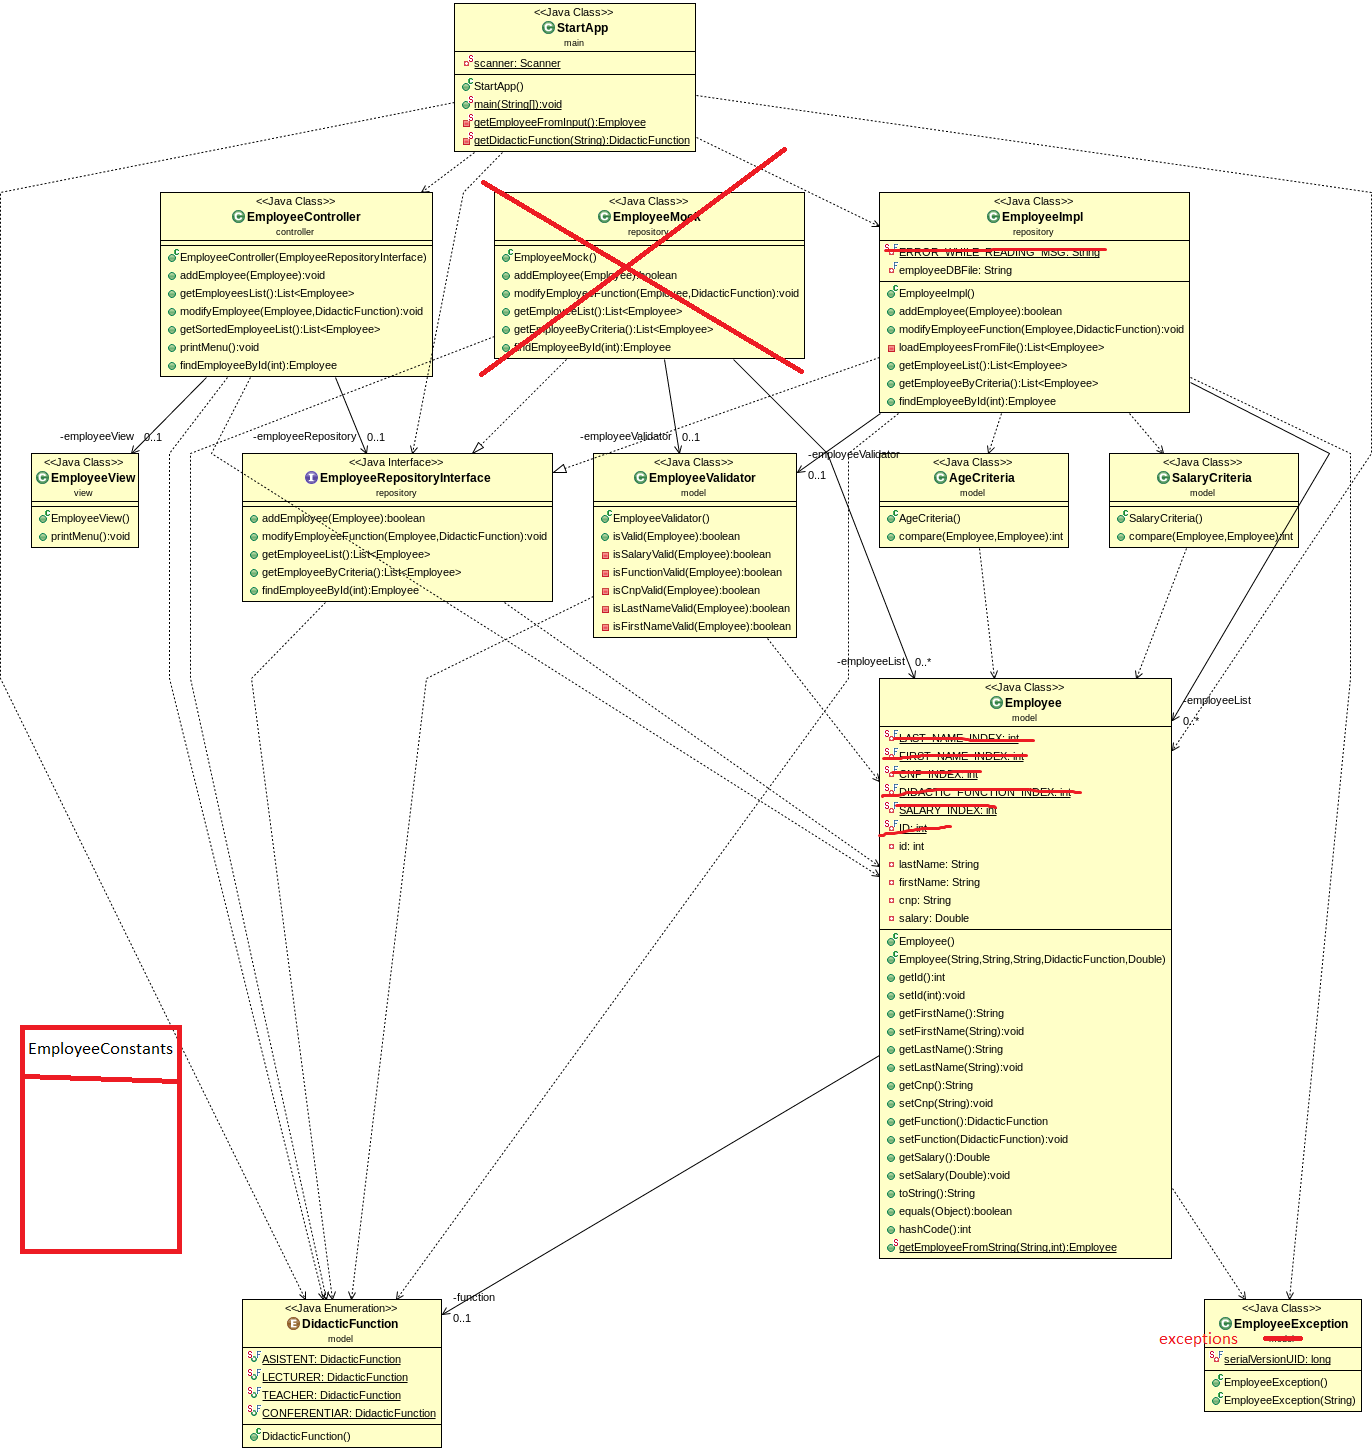 <<Java Class>>
StartApp
main
scanner: Scanner
StartApp()
main(String[]):void
getEmployeeFromInput():Employee
getDidacticFunction(String):DidacticFunction
<<Java Class>>
EmployeeController
controller
EmployeeController(EmployeeRepositoryInterface)
addEmployee(Employee):void
getEmployeesList():List<Employee>
modifyEmployee(Employee,DidacticFunction):void
getSortedEmployeeList():List<Employee>
printMenu():void
findEmployeeById(int):Employee
<<Java Class>>
EmployeeMock
repository
EmployeeMock()
addEmployee(Employee):boolean
modifyEmployeeFunction(Employee,DidacticFunction):void
getEmployeeList():List<Employee>
getEmployeeByCriteria():List<Employee>
findEmployeeById(int):Employee
<<Java Class>>
EmployeeImpl
repository
ERROR_WHILE_READING_MSG: String
employeeDBFile: String
EmployeeImpl()
addEmployee(Employee):boolean
modifyEmployeeFunction(Employee,DidacticFunction):void
loadEmployeesFromFile():List<Employee>
getEmployeeList():List<Employee>
getEmployeeByCriteria():List<Employee>
findEmployeeById(int):Employee
-employeeView 0..1
-employeeRepository 0..1
-employeeValidator 0..1
-employeeValidator
0..1
<<Java Class>>
EmployeeView
view
EmployeeView()
printMenu():void
<<Java Interface>>
EmployeeRepositoryInterface
repository
addEmployee(Employee):boolean
modifyEmployeeFunction(Employee,DidacticFunction):void
getEmployeeList():List<Employee>
getEmployeeByCriteria():List<Employee>
findEmployeeById(int):Employee
<<Java Class>>
EmployeeValidator
model
EmployeeValidator()
isValid(Employee):boolean
isSalaryValid(Employee):boolean
isFunctionValid(Employee):boolean
isCnpValid(Employee):boolean
isLastNameValid(Employee):boolean
isFirstNameValid(Employee):boolean
<<Java Class>>
AgeCriteria
model
AgeCriteria()
compare(Employee,Employee):int
<<Java Class>>
SalaryCriteria
model
SalaryCriteria()
compare(Employee,Employee):int
-employeeList 0..*
-employeeList
0..*
<<Java Class>>
Employee
model
LAST_NAME_INDEX: int
FIRST_NAME_INDEX: int
CNP_INDEX: int
DIDACTIC_FUNCTION_INDEX: int
SALARY_INDEX: int
ID: int
id: int
lastName: String
firstName: String
cnp: String
salary: Double
Employee()
Employee(String,String,String,DidacticFunction,Double)
getId():int
setId(int):void
getFirstName():String
setFirstName(String):void
getLastName():String
setLastName(String):void
getCnp():String
setCnp(String):void
getFunction():DidacticFunction
setFunction(DidacticFunction):void
getSalary():Double
setSalary(Double):void
toString():String
equals(Object):boolean
hashCode():int
getEmployeeFromString(String,int):Employee
EmployeeConstants
-function
0..1
<<Java Enumeration>>
DidacticFunction
model
ASISTENT: DidacticFunction
LECTURER: DidacticFunction
TEACHER: DidacticFunction
CONFERENTIAR: DidacticFunction
DidacticFunction()
<<Java Class>>
EmployeeException
exceptions model
serialVersionUID: long
EmployeeException()
EmployeeException(String)